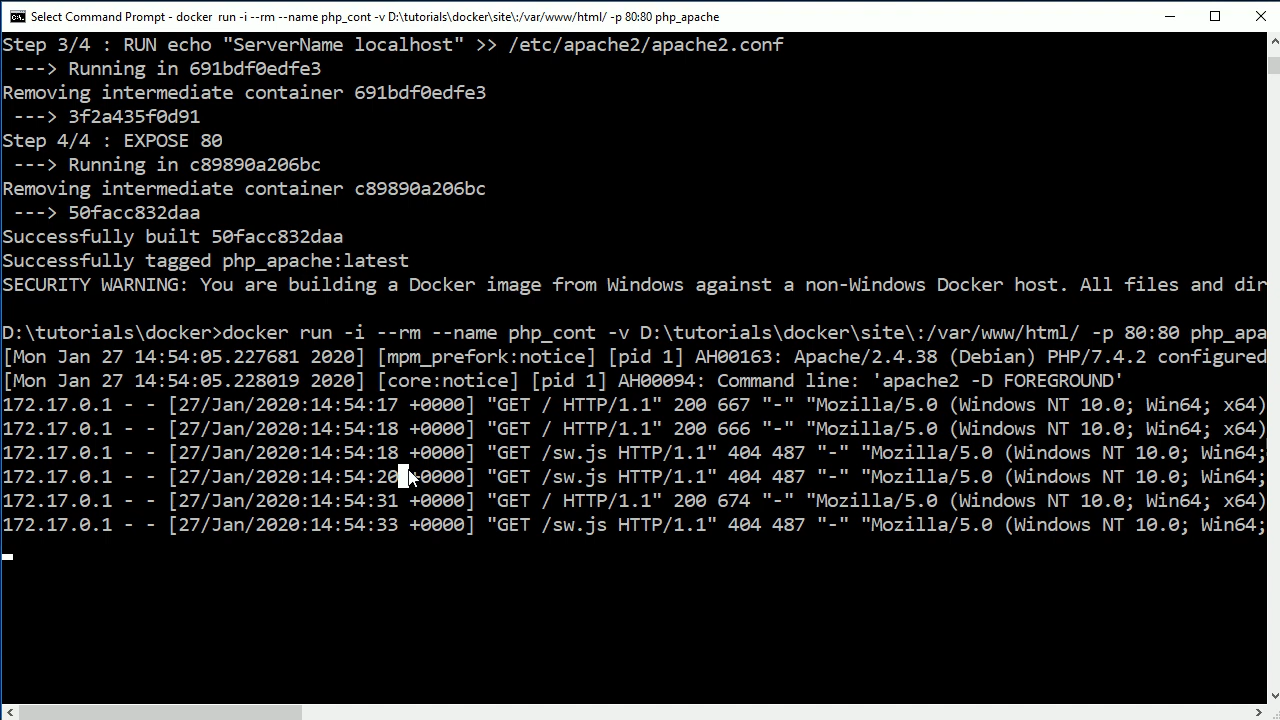 Select Command Prompt - docker run -i --rm --name php_cont -v D:\tutorials\docker\site\:/var/www/html/ -p 80:80 php_apache
Step 3/4 : RUN echo "ServerName localhost" >> /etc/apache2/apache2.conf
---> Running in 691bdf0edfe3
Removing intermediate container 691bdf0edfe3
---> 3f2a435f0d91
Step 4/4 : EXPOSE 80
---> Running in c89890a206bc
Removing intermediate container c89890a206bc
---> 50facc832daa
Successfully built 50facc832daa
Successfully tagged php_apache:latest
SECURITY WARNING: You are building a Docker image from Windows against a non-Windows Docker host. All files and dir
D:\tutorials\docker>docker run -i --rm --name php_cont -v D:\tutorials\docker\site\:/var/www/html/ -p 80:80 php_apa
[Mon Jan 27 14:54:05.227681 2020] [mpm_prefork:notice] [pid 1] AH00163: Apache/2.4.38 (Debian) PHP/7.4.2 configured
[Mon Jan 27 14:54:05.228019 2020] [core:notice] [pid 1] AH00094: Command line: 'apache2 -D FOREGROUND'
172.17.0.1 - - [27/Jan/2020:14:54:17 +0000] "GET / HTTP/1.1" 200 667 "-" "Mozilla/5.0 (Windows NT 10.0; Win64; x64)
172.17.0.1 - - [27/Jan/2020:14:54:18 +0000] "GET / HTTP/1.1" 200 666 "-" "Mozilla/5.0 (Windows NT 10.0; Win64; x64)
172.17.0.1 - - [27/Jan/2020:14:54:18 +0000] "GET /sw.js HTTP/1.1" 404 487 "-" "Mozilla/5.0 (Windows NT 10.0; Win64;
172.17.0.1 - - [27/Jan/2020:14:54:20 +0000] "GET /sw.js HTTP/1.1" 404 487 "-" "Mozilla/5.0 (Windows NT 10.0; Win64;
172.17.0.1 - - [27/Jan/2020:14:54:31 +0000] "GET / HTTP/1.1" 200 674 "-" "Mozilla/5.0 (Windows NT 10.0; Win64; x64)
172.17.0.1 - - [27/Jan/2020:14:54:33 +0000] "GET /sw.js HTTP/1.1" 404 487 "-" "Mozilla/5.0 (Windows NT 10.0; Win64;